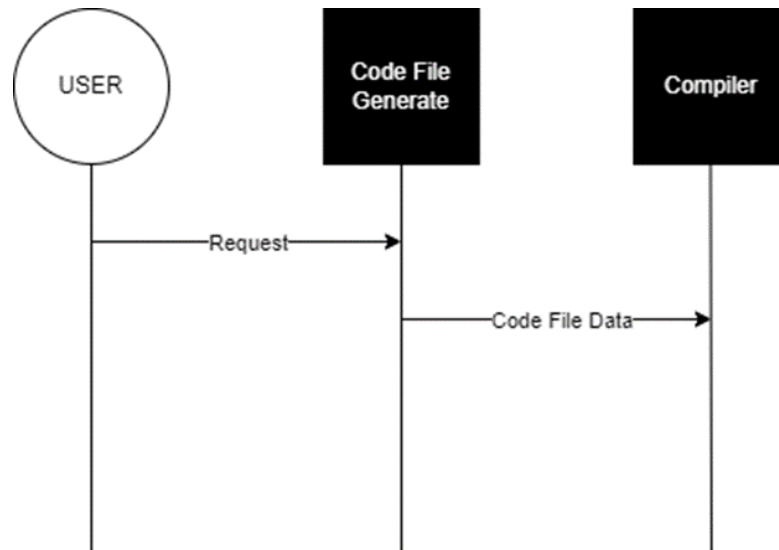 USER
Code File
Generate
Compiler
Request
Code File Data